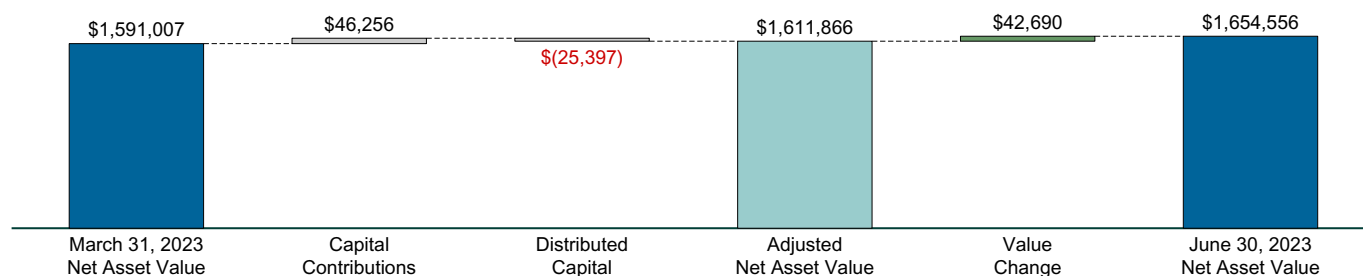 $1,591,007
$46,256
$(25,397)
$1,611,866
$42,690
$1,654,556
March 31, 2023
Net Asset Value
Capital
Contributions
Distributed
Capital
Adjusted
Net Asset Value
Value
Change
June 30, 2023
Net Asset Value